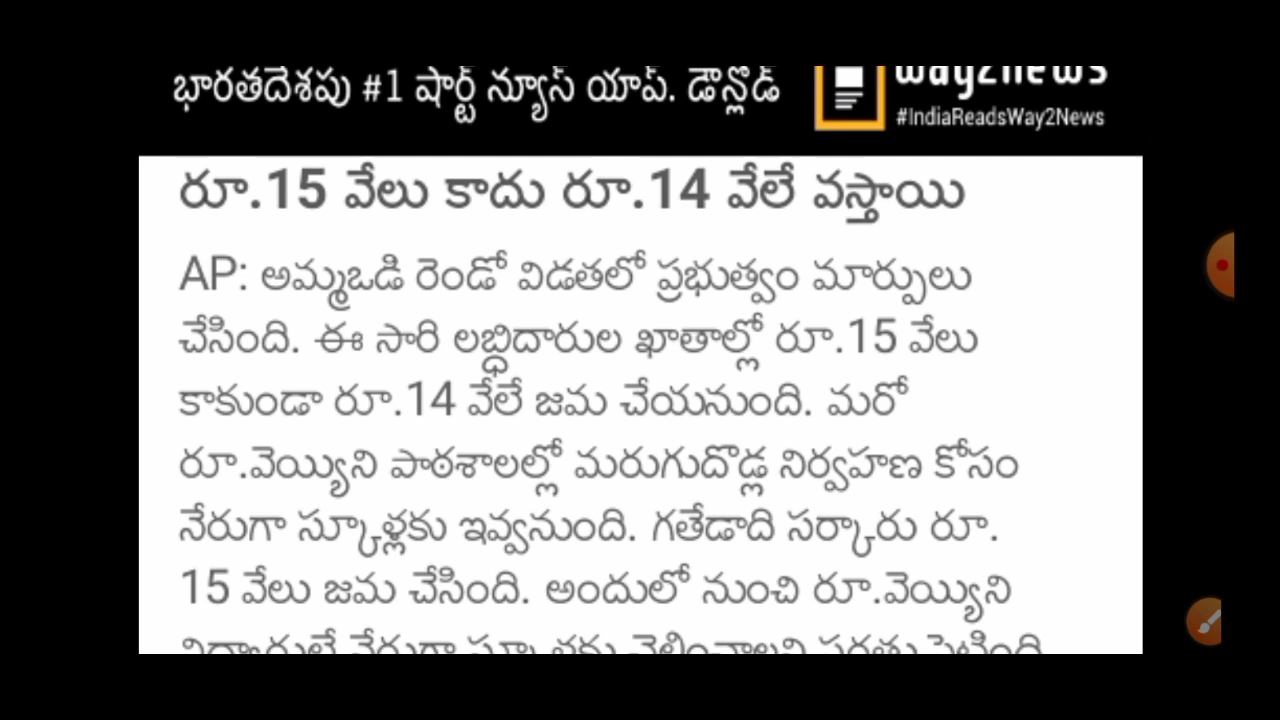 భారతదేశపు #1 షార్ట్ న్యూస్ యాప్. డౌన్లోడ్
way2news
#IndiaReadsWay2News
రూ.15 వేలు కాదు రూ.14 వేలే వస్తాయి
AP: అమ్మఒడి రెండో విడతలో ప్రభుత్వం మార్పులు
చేసింది. ఈ సారి లబ్ధిదారుల ఖాతాల్లో రూ.15 వేలు
కాకుండా రూ.14 వేలే జమ చేయనుంది. మరో
రూ.వెయ్యిని పాఠశాలల్లో మరుగుదొడ్ల నిర్వహణ కోసం
నేరుగా స్కూళ్లకు ఇవ్వనుంది. గతేడాది సర్కారు రూ.
15 వేలు జమ చేసింది. అందులో నుంచి రూ.వెయ్యిని